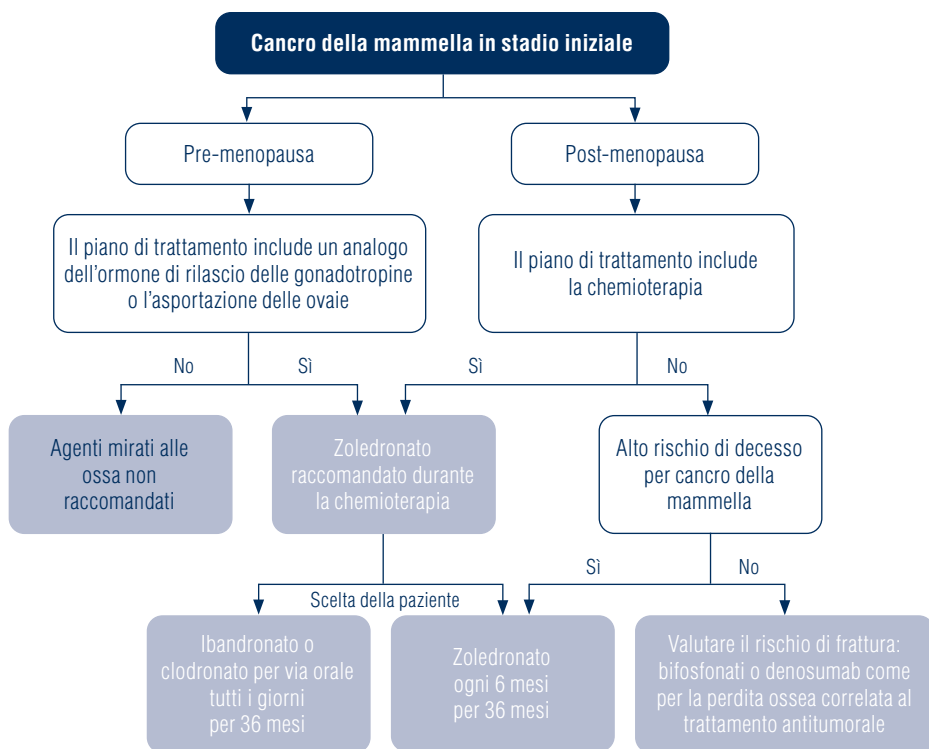 Cancro della mammella in stadio iniziale
Pre-menopausa
Post-menopausa
Il piano di trattamento include un analogo
dell'ormone di rilascio delle gonadotropine
o l'asportazione delle ovaie
Il piano di trattamento include
la chemioterapia
No
Sì
Sì
No
Agenti mirati alle
ossa non
raccomandati
Zoledronato
raccomandato durante
la chemioterapia
Alto rischio di decesso
per cancro della
mammella
Sì
No
Scelta della paziente
Ibandronato o
clodronato per via orale
tutti i giorni
per 36 mesi
Zoledronato
ogni 6 mesi
per 36 mesi
Valutare il rischio di frattura:
bifosfonati o denosumab come
per la perdita ossea correlata al
trattamento antitumorale